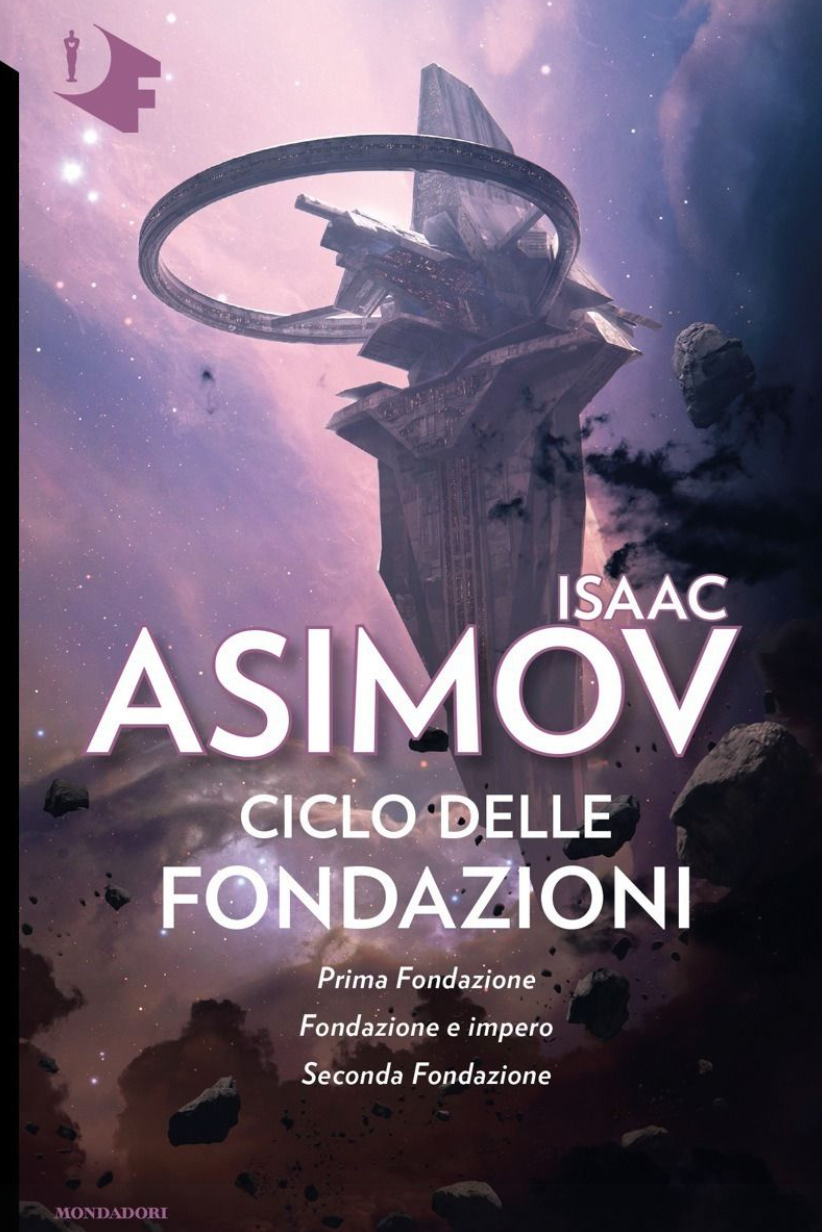 ISAAC
ASIMOV
CICLO DELLE
FONDAZIONI
Prima Fondazione
Fondazione e impero
Seconda Fondazione
MONDADORI